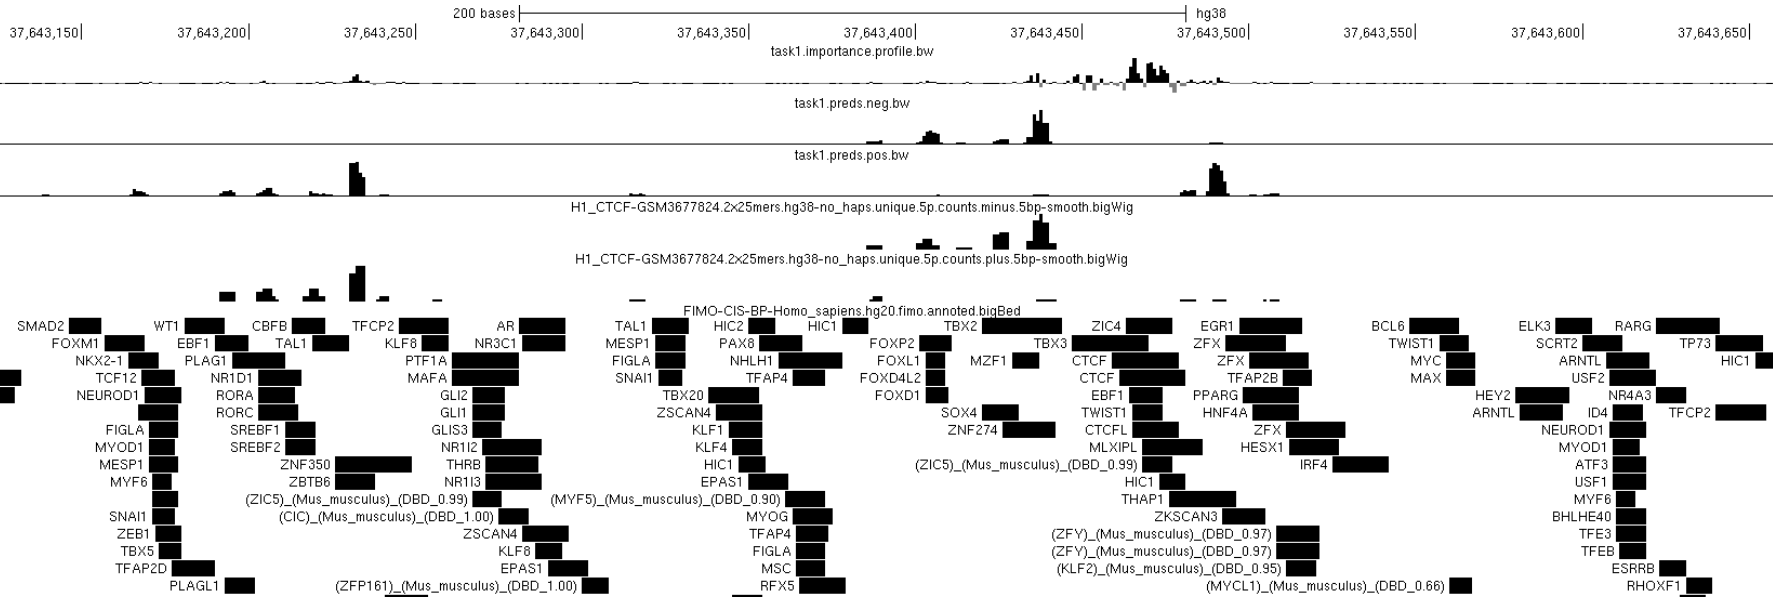 200 bases hg38
37,643,150 37,643,200 37,643,250 37,643,300 37,643,350 37,643,400 37,643,450 37,643,500 37,643,550 37,643,600 37,643,650
task1.importance.profile.bw
task1.preds.neg.bw
task1.preds.pos.bw
H1_CTCF-GSM3677824.2x25mers.hg38-no_haps.unique.5p.counts.minus.5bp-smooth.bigWig
H1_CTCF-GSM3677824.2x25mers.hg38-no_haps.unique.5p.counts.plus.5bp-smooth.bigWig
FIMO-CIS-BP-Homo_sapiens.hg20.fimo.annoted.bigBed
SMAD2 WT1 CBFB TFCP2 AR TAL1 HIC2 HIC1 TBX2 ZIC4 EGR1 BCL6 ELK3 RARG
FOXM1 EBF1 TAL1 KLF8 NR3C1 MESP1 PAX8 FOXP2 TBX3 ZFX TWIST1 SCRT2 TP73
NKX2-1 PLAG1 PTF1A FIGLA NHLH1 FOXL1 MZF1 CTCF ZFX MYC ARNTL HIC1
TCF12 NR1D1 MAFA SNAI1 TFAP4 FOXD4L2 CTCF TFAP2B MAX USF2
NEUROD1 RORA GLI2 TBX20 FOXD1 EBF1 PPARG HEY2 NR4A3
RORC GLI1 ZSCAN4 SOX4 TWIST1 HNF4A ARNTL ID4 TFCP2
FIGLA SREBF1 GLIS3 KLF1 ZNF274 CTCFL ZFX NEUROD1
MYOD1 SREBF2 NR1I2 KLF4 MLXIPL HESX1 MYOD1
MESP1 ZNF350 THRB HIC1 (ZIC5)_(Mus_musculus)_(DBD_0.99) IRF4 ATF3
MYF6 ZBTB6 NR1I3 EPAS1 HIC1 USF1
(ZIC5)_(Mus_musculus)_(DBD_0.99) (MYF5)_(Mus_musculus)_(DBD_0.90) THAP1 MYF6
SNAI1 (CIC)_(Mus_musculus)_(DBD_1.00) MYOG ZKSCAN3 BHLHE40
ZEB1 ZSCAN4 TFAP4 (ZFY)_(Mus_musculus)_(DBD_0.97) TFE3
TBX5 KLF8 FIGLA (ZFY)_(Mus_musculus)_(DBD_0.97) TFEB
TFAP2D EPAS1 MSC (KLF2)_(Mus_musculus)_(DBD_0.95) ESRRB
PLAGL1 (ZFP161)_(Mus_musculus)_(DBD_1.00) RFX5 (MYCL1)_(Mus_musculus)_(DBD_0.66) RHOXF1